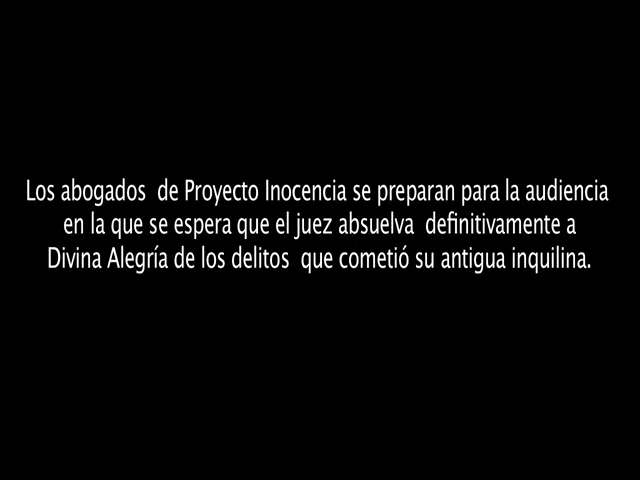 Los abogados  de Proyecto Inocencia se preparan para la audiencia
en la que se espera que el juez absuelva  definitivamente a
Divina Alegría de los delitos  que cometió su antigua inquilina.